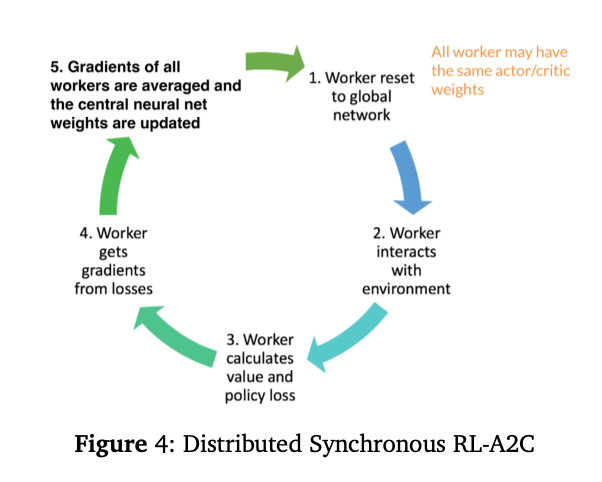 5. Gradients of all
workers are averaged and
the central neural net
weights are updated
1. Worker reset
to global
network
All worker may have
the same actor/critic
weights
2. Worker
interacts
with
environment
3. Worker
calculates
value and
policy loss
4. Worker
gets
gradients
from losses
Figure 4: Distributed Synchronous RL-A2C